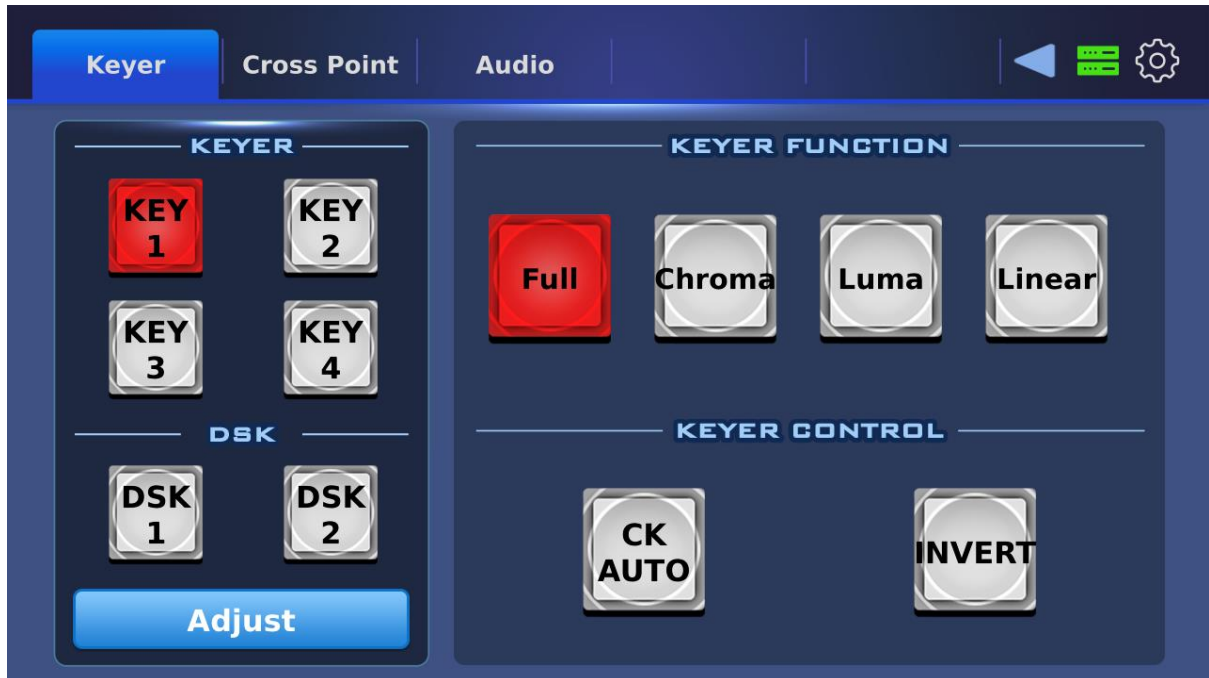 Keyer
Cross Point
Audio
KEYER
KEY
1
KEY
2
KEY
3
KEY
4
DSK
DSK
1
DSK
2
Adjust
KEYER FUNCTION
Full
Chroma
Luma
Linear
KEYER CONTROL
CK
AUTO
INVERT